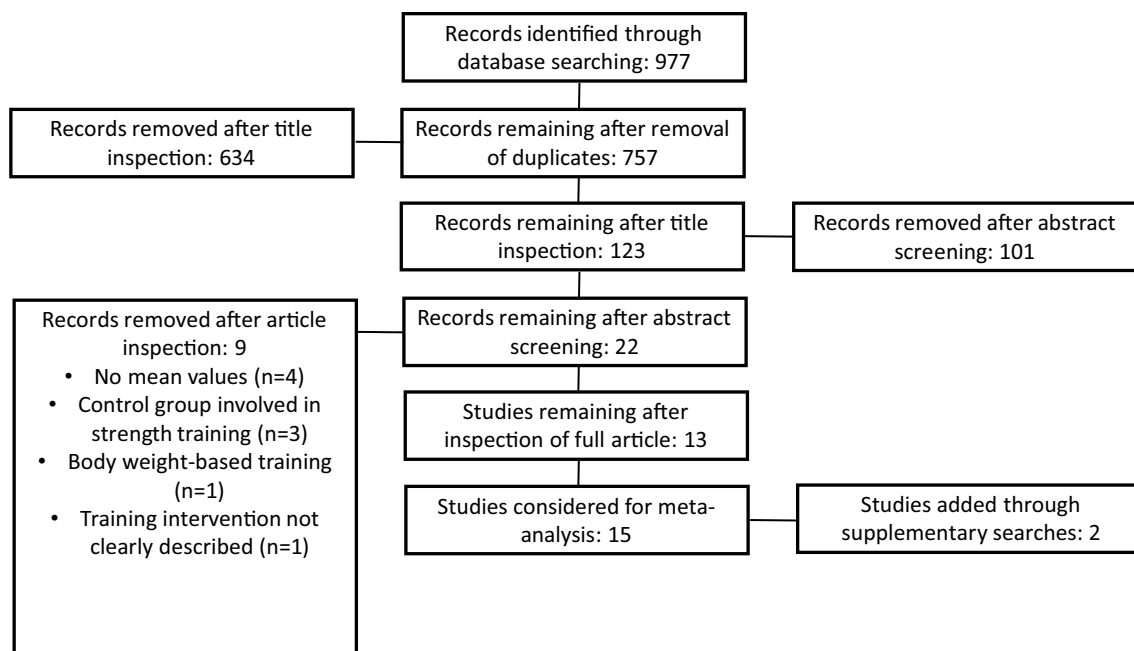 Records identified through
database searching: 977
Records removed after title
inspection: 634
Records remaining after removal
of duplicates: 757
Records remaining after title
inspection: 123
Records removed after abstract
screening: 101
Records removed after article
inspection: 9
• No mean values (n=4)
• Control group involved in
strength training (n=3)
• Body weight-based training
(n=1)
• Training intervention not
clearly described (n=1)
Records remaining after abstract
screening: 22
Studies remaining after
inspection of full article: 13
Studies considered for meta-
analysis: 15
Studies added through
supplementary searches: 2